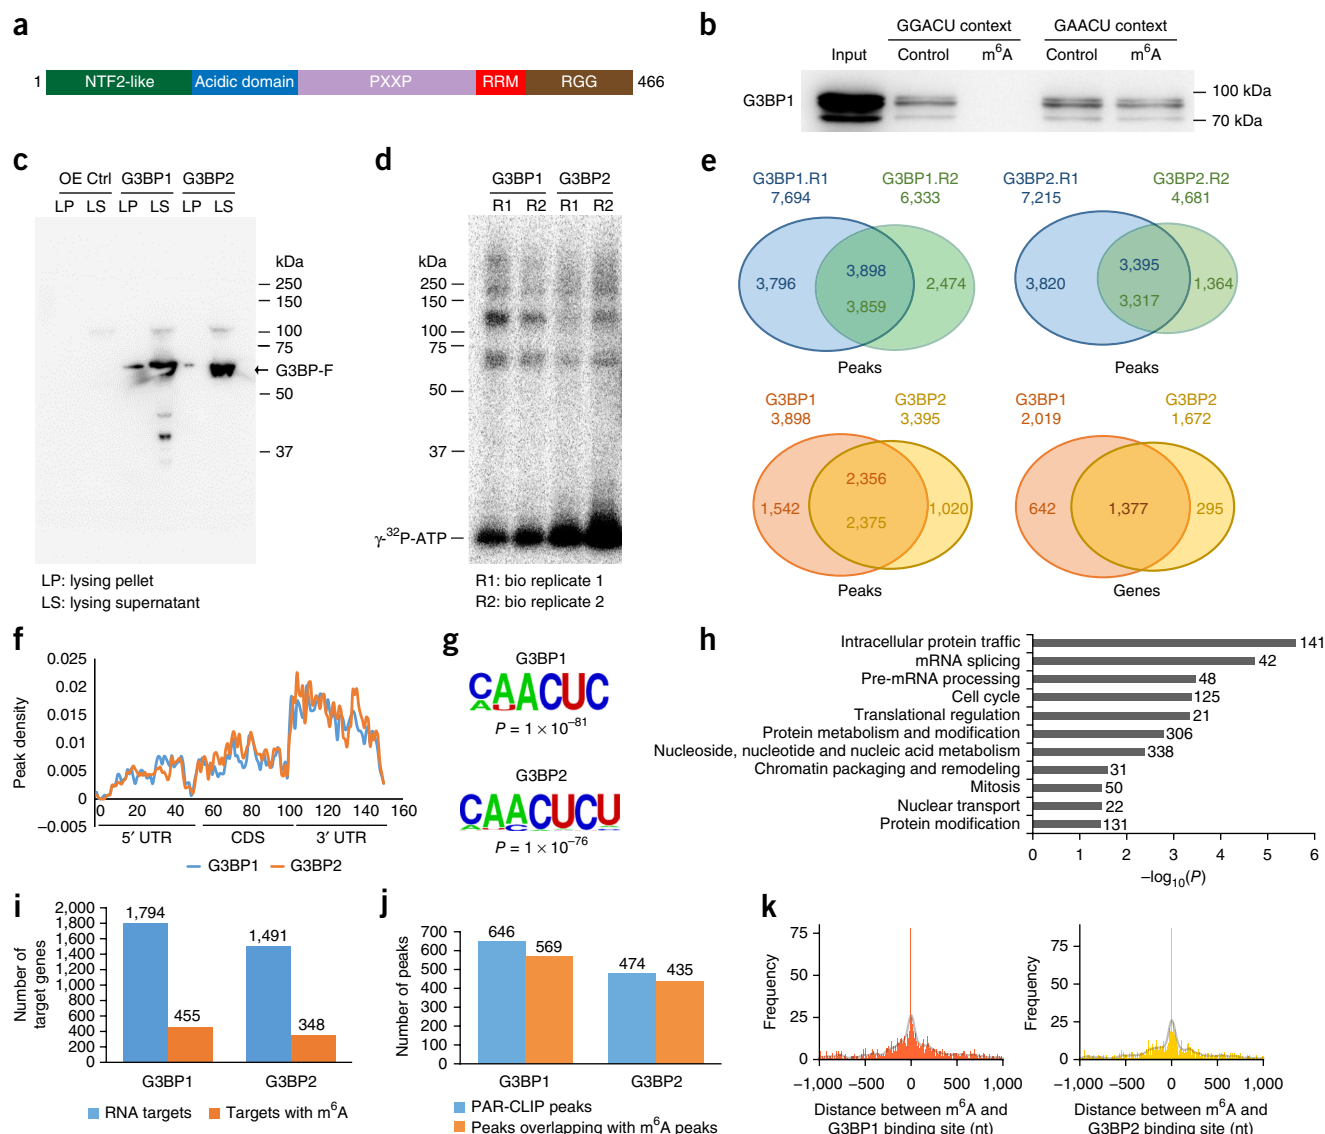 a
1 NTF2-like Acidic domain PXXP RRM RGG 466
b
GGACU context GAACU context
Input Control m⁶A Control m⁶A
G3BP1
100 kDa
70 kDa
c
OE Ctrl G3BP1 G3BP2
LP LS LP LS LP LS
kDa
250
150
100
75
G3BP-F
50
37
LP: lysing pellet
LS: lysing supernatant
d
G3BP1 G3BP2
R1 R2 R1 R2
kDa
250
150
100
75
50
37
γ-³²P-ATP
R1: bio replicate 1
R2: bio replicate 2
e
G3BP1.R1 G3BP1.R2
7,694 6,333
3,796 3,898 2,474
3,859
Peaks
G3BP2.R1 G3BP2.R2
7,215 4,681
3,820 3,395 1,364
3,317
Peaks
G3BP1 G3BP2
3,898 3,395
1,542 2,356 1,020
2,375
Peaks
G3BP1 G3BP2
2,019 1,672
642 1,377 295
Genes
f
Peak density
0.025
0.02
0.015
0.01
0.005
0
−0.005
0 20 40 60 80 100 120 140 160
5′ UTR CDS 3′ UTR
G3BP1 G3BP2
g
G3BP1
CAACUC
A U
P = 1 × 10⁻⁸¹
G3BP2
CAACUCU
P = 1 × 10⁻⁷⁶
h
Intracellular protein traffic 141
mRNA splicing 42
Pre-mRNA processing 48
Cell cycle 125
Translational regulation 21
Protein metabolism and modification 306
Nucleoside, nucleotide and nucleic acid metabolism 338
Chromatin packaging and remodeling 31
Mitosis 50
Nuclear transport 22
Protein modification 131
0 1 2 3 4 5 6
−log₁₀(P)
i
Number of
target genes
2,000
1,800
1,600
1,400
1,200
1,000
800
600
400
200
0
1,794
455
1,491
348
G3BP1 G3BP2
RNA targets Targets with m⁶A
j
Number of peaks
700
600
500
400
300
200
100
0
646
569
474
435
G3BP1 G3BP2
PAR-CLIP peaks
Peaks overlapping with m⁶A peaks
k
Frequency
75
50
25
0
−1,000 −500 0 500 1,000
Distance between m⁶A and
G3BP1 binding site (nt)
Frequency
75
50
25
0
−1,000 −500 0 500 1,000
Distance between m⁶A and
G3BP2 binding site (nt)